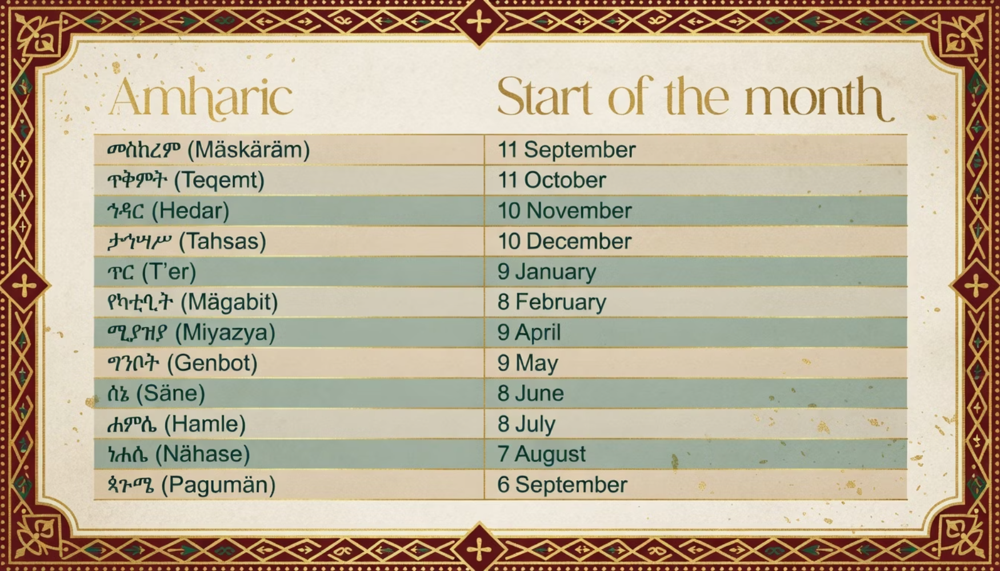 Amharic Start of the month
መስከረም (Mäskäräm) 11 September
ጥቅምት (Teqemt) 11 October
ኅዳር (Hedar) 10 November
ታኅሣሥ (Tahsas) 10 December
ጥር (T’er) 9 January
የካቲቢት (Mägabit) 8 February
ሚያዝያ (Miyazya) 9 April
ግንቦት (Genbot) 9 May
ሰኔ (Säne) 8 June
ሐምሴ (Hamle) 8 July
ነሐሴ (Nähase) 7 August
ጳጉሜ (Pagumän) 6 September